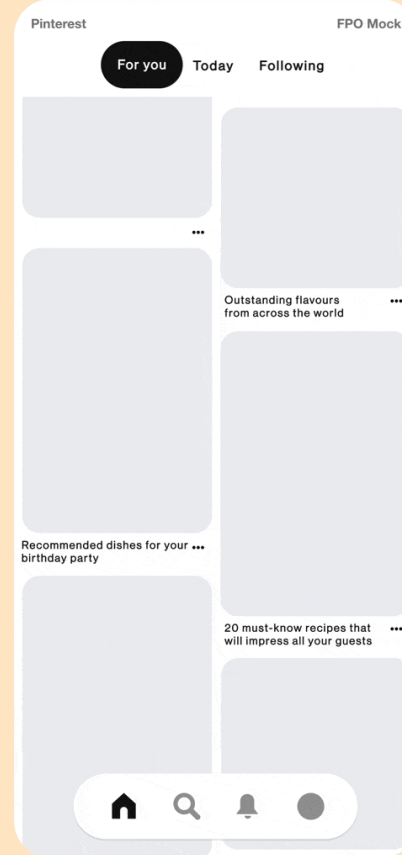 Pinterest
FPO Mock
For you
Today
Following
Outstanding flavours
from across the world
Recommended dishes for your
birthday party
20 must-know recipes that
will impress all your guests